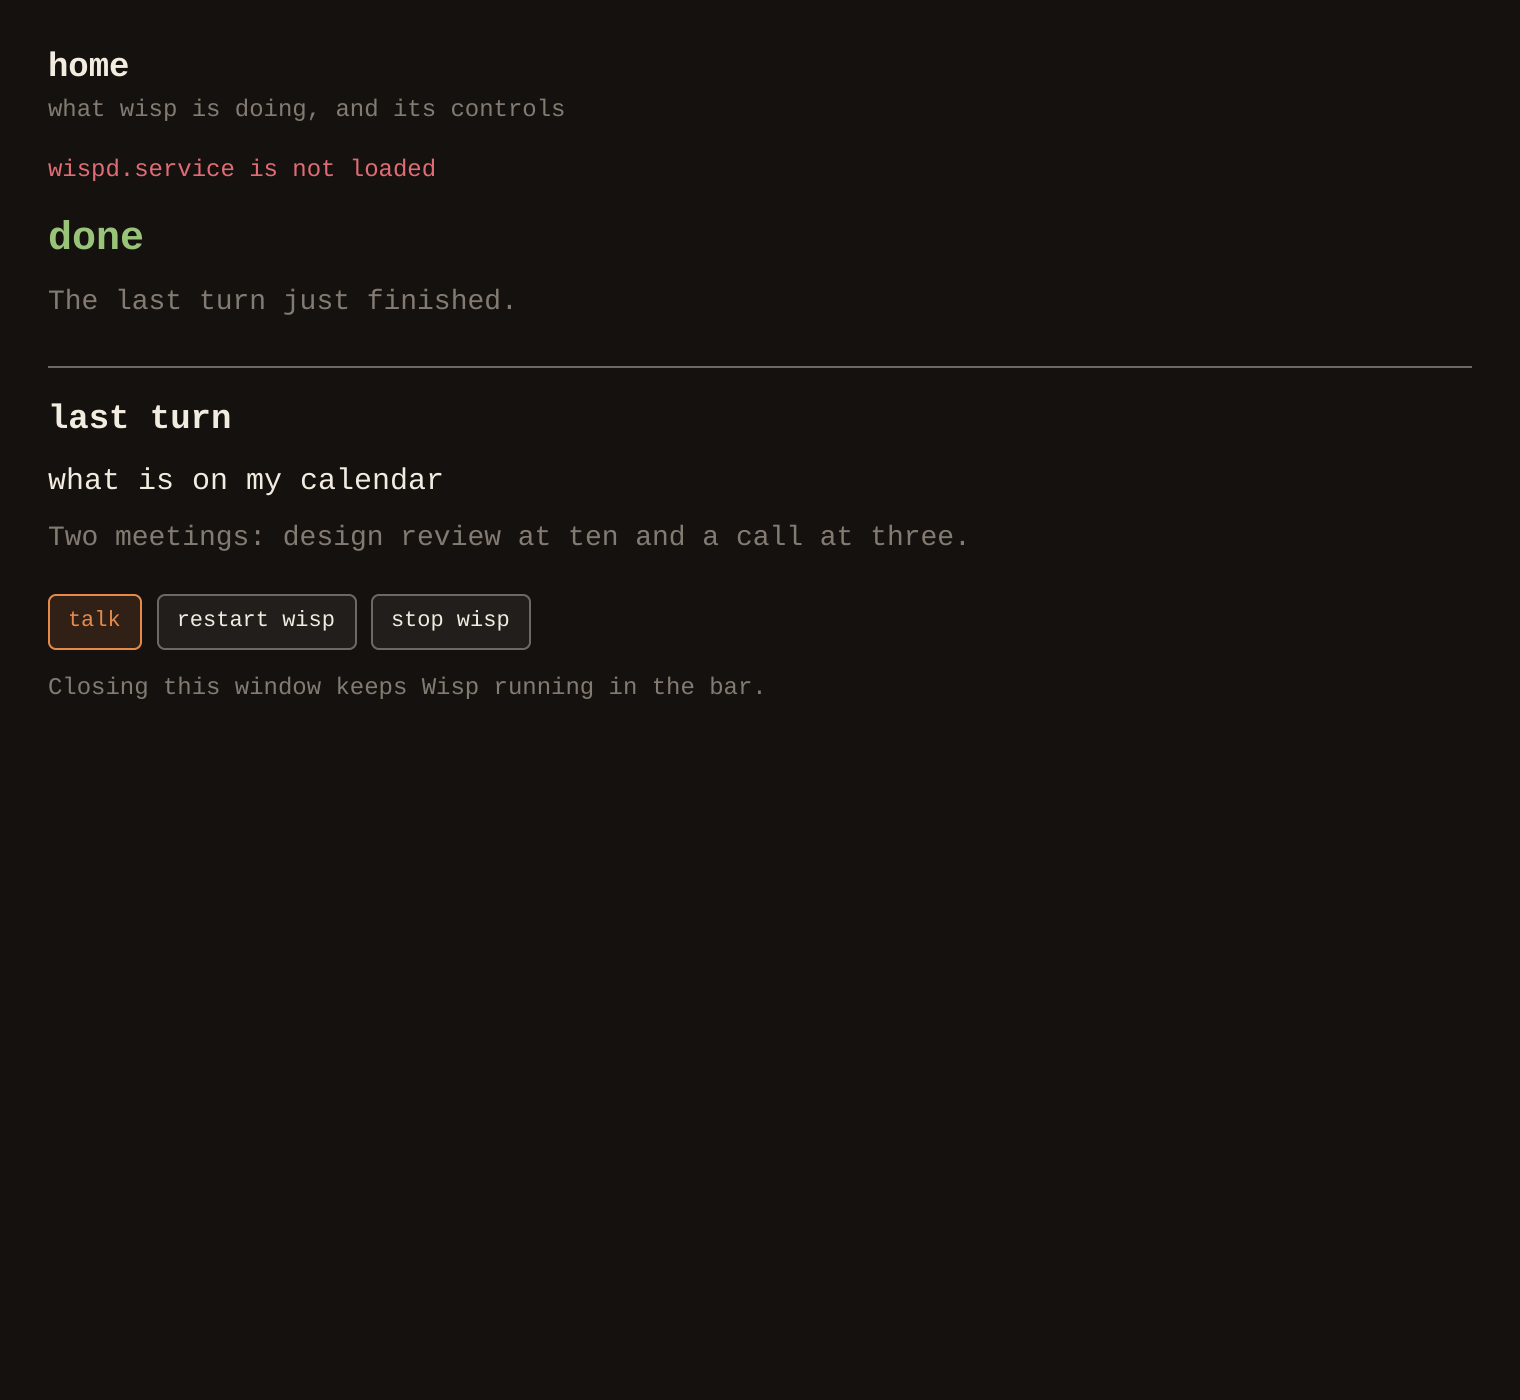 home
what wisp is doing, and its controls
wispd.service is not loaded
done
The last turn just finished.
last turn
what is on my calendar
Two meetings: design review at ten and a call at three.
talk
restart wisp
stop wisp
Closing this window keeps Wisp running in the bar.